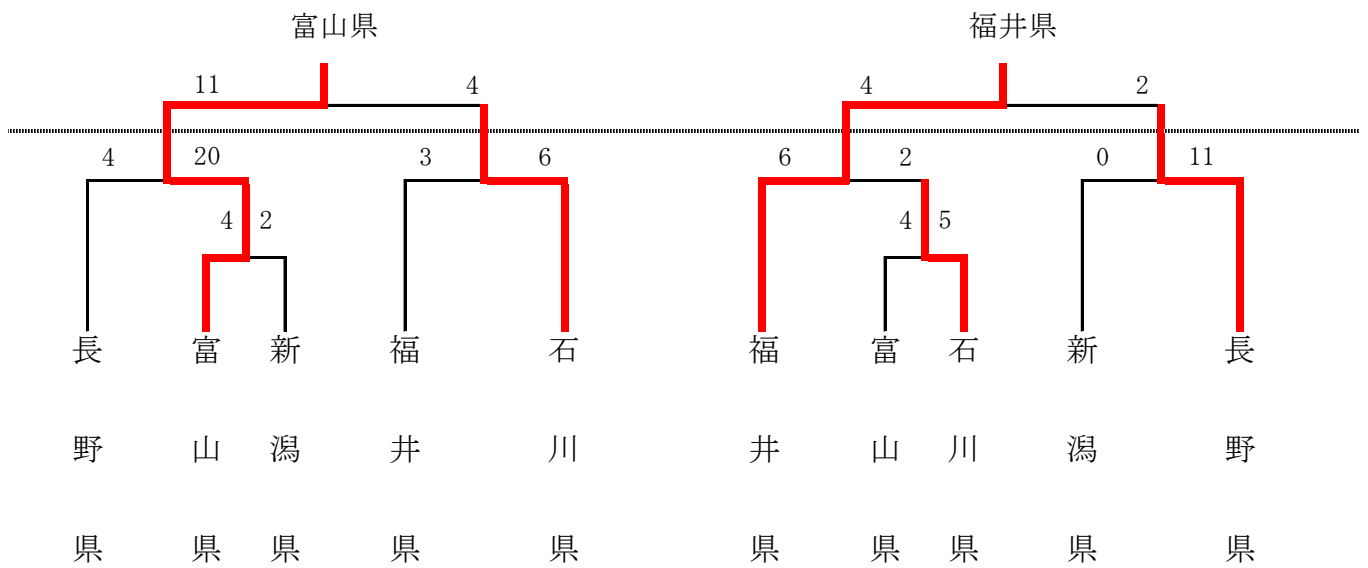 富山県 福井県
11 4 4 2
4 20 3 6 6 2 0 11
4 2 4 5
長野県 富山県 新潟県 福井県 石川県 福井県 富山県 石川県 新潟県 長野県